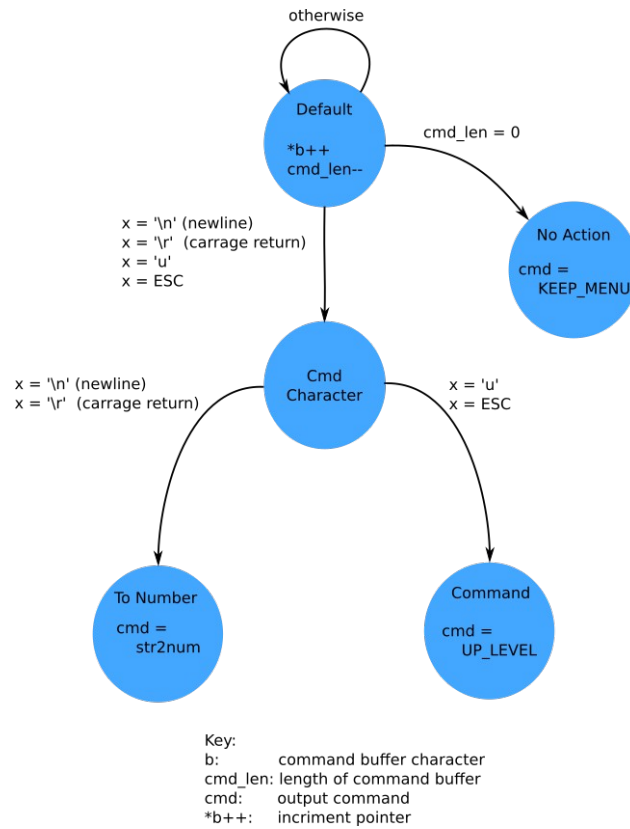 otherwise
Default
*b++
cmd_len--
cmd_len = 0
No Action
cmd =
KEEP_MENU
x = '\n' (newline)
x = '\r' (carrage return)
x = 'u'
x = ESC
Cmd
Character
x = '\n' (newline)
x = '\r' (carrage return)
x = 'u'
x = ESC
To Number
cmd =
str2num
Command
cmd =
UP_LEVEL
Key:
b: command buffer character
cmd_len: length of command buffer
cmd: output command
*b++: incriment pointer